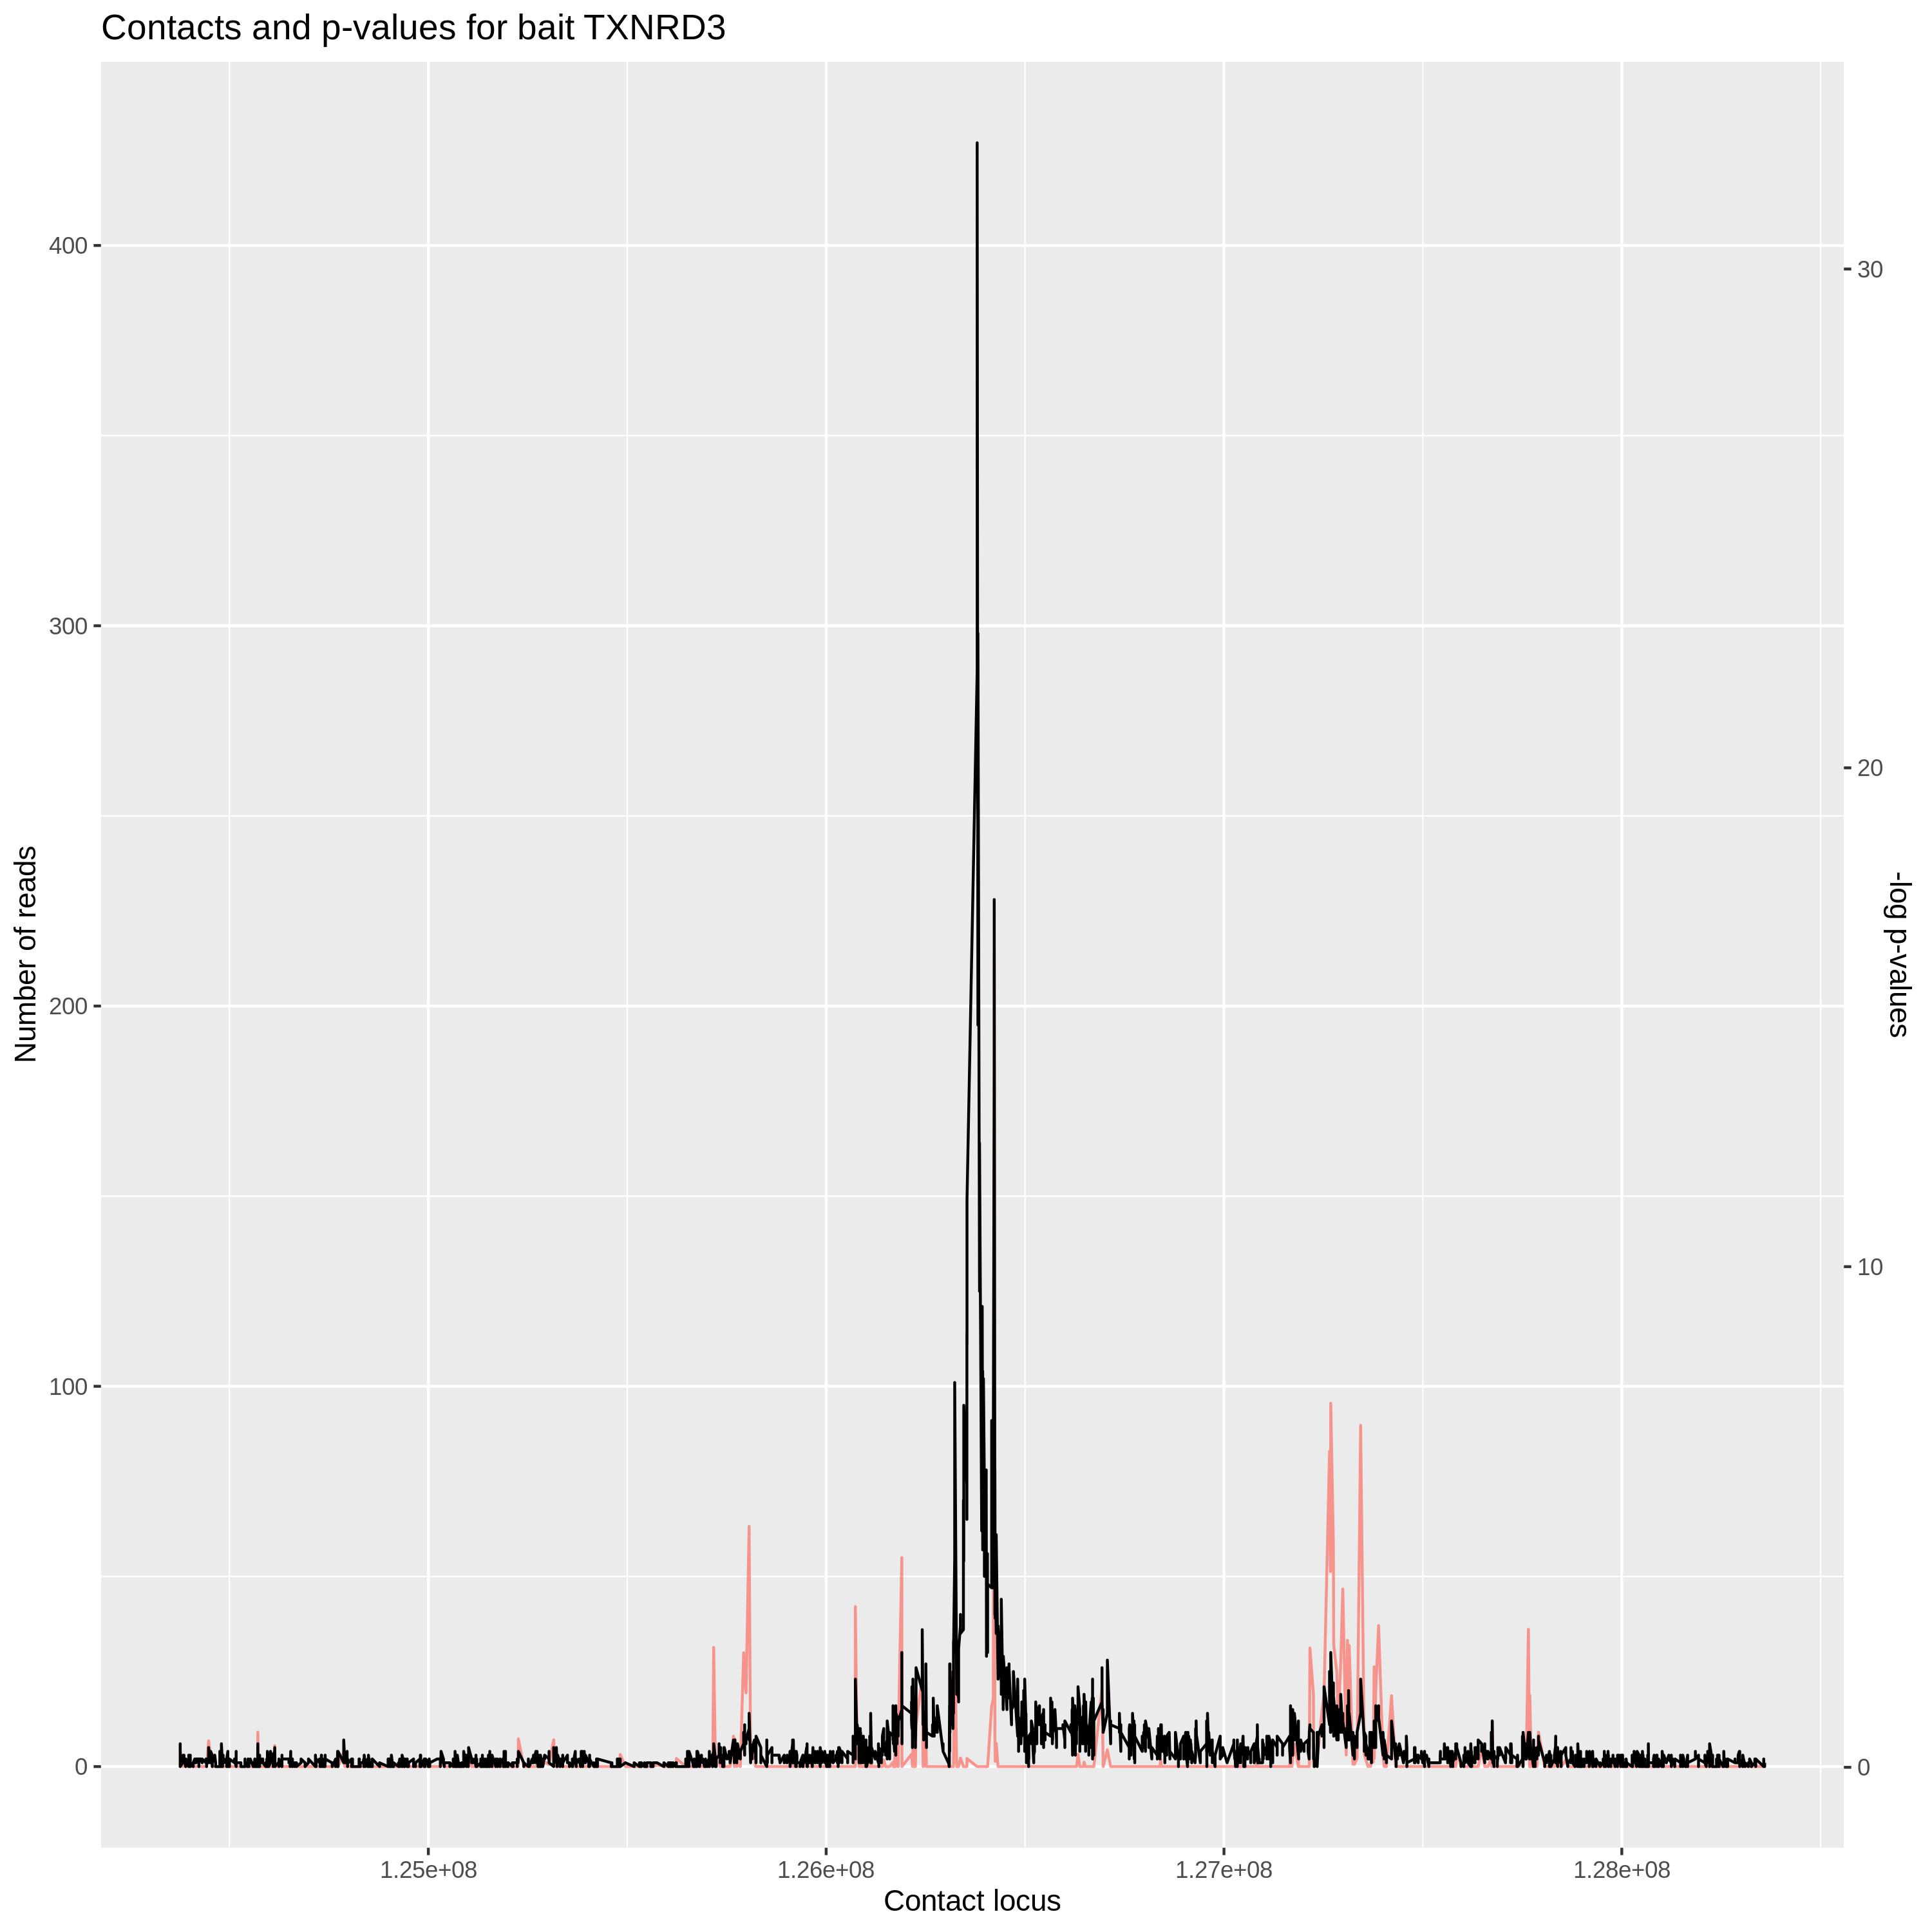 Contacts and p-values for bait TXNRD3
Number of reads
400
300
200
100
0
30
20
10
0
-log p-values
1.25e+08
1.26e+08
1.27e+08
1.28e+08
Contact locus